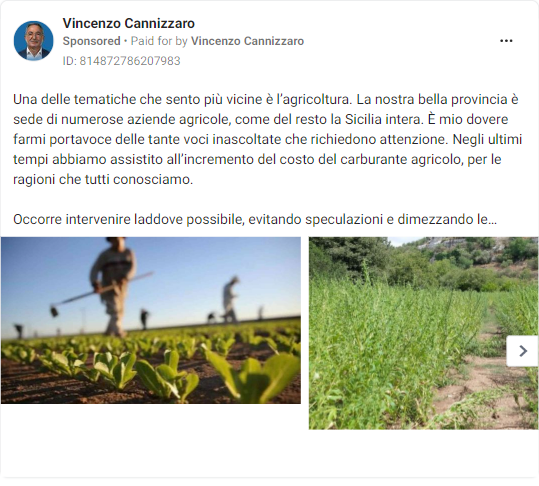 Vincenzo Cannizzaro
Sponsored • Paid for by Vincenzo Cannizzaro
ID: 814872786207983
Una delle tematiche che sento più vicine è l’agricoltura. La nostra bella provincia è
sede di numerose aziende agricole, come del resto la Sicilia intera. È mio dovere
farmi portavoce delle tante voci inascoltate che richiedono attenzione. Negli ultimi
tempi abbiamo assistito all’incremento del costo del carburante agricolo, per le
ragioni che tutti conosciamo.
Occorre intervenire laddove possibile, evitando speculazioni e dimezzando le...